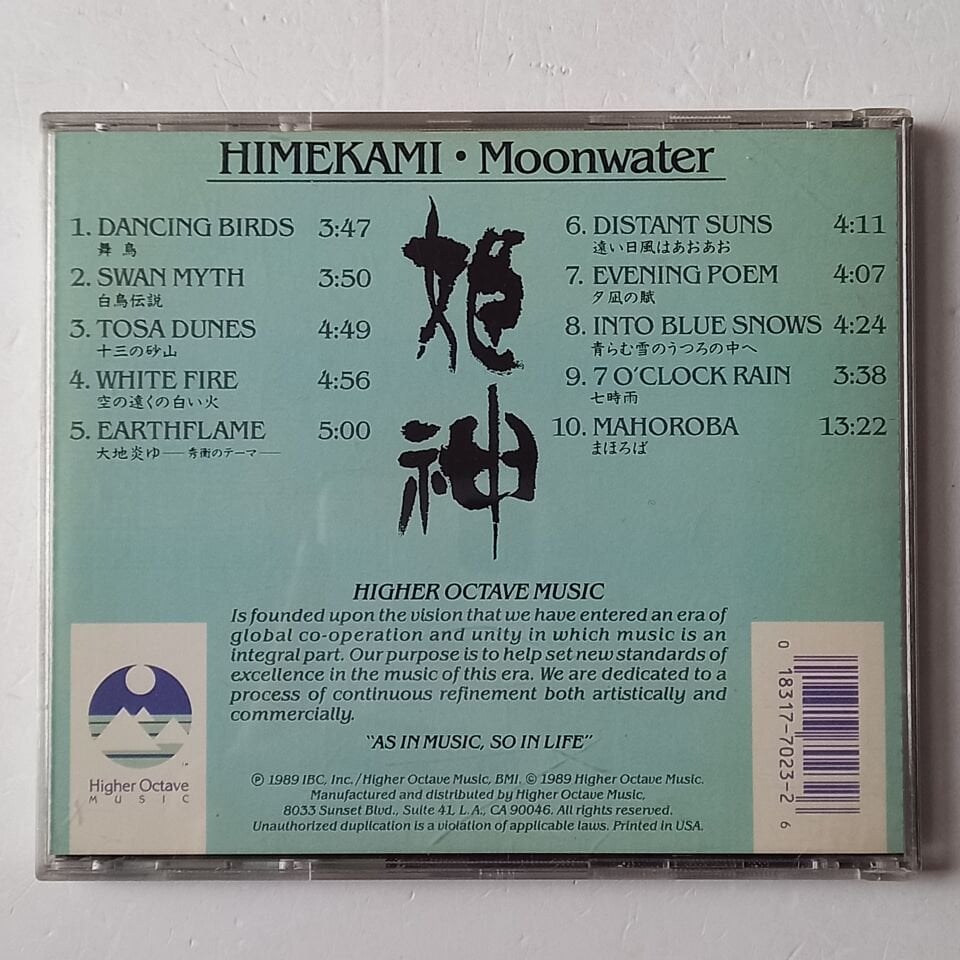 HIMEKAMI • Moonwater
1. DANCING BIRDS 3:47
舞 鳥
2. SWAN MYTH 3:50
白鳥伝説
3. TOSA DUNES 4:49
十三の砂山
4. WHITE FIRE 4:56
空の遠くの白い火
5. EARTHFLAME 5:00
大地炎ゆ——秀衡のテーマ——
姫神
6. DISTANT SUNS 4:11
遠い日風はあおあお
7. EVENING POEM 4:07
夕凪の賦
8. INTO BLUE SNOWS 4:24
青らむ雪のうつろの中へ
9. 7 O'CLOCK RAIN 3:38
七時雨
10. MAHOROBA 13:22
まほろば
HIGHER OCTAVE MUSIC
Is founded upon the vision that we have entered an era of
global co-operation and unity in which music is an
integral part. Our purpose is to help set new standards of
excellence in the music of this era. We are dedicated to a
process of continuous refinement both artistically and
commercially.
"AS IN MUSIC, SO IN LIFE"
℗ 1989 IBC, Inc./Higher Octave Music, BMI. © 1989 Higher Octave Music.
Manufactured and distributed by Higher Octave Music,
8033 Sunset Blvd., Suite 41, L.A., CA 90046. All rights reserved.
Unauthorized duplication is a violation of applicable laws. Printed in USA.
Higher Octave
MUSIC
™
0 18317-7023-2 6